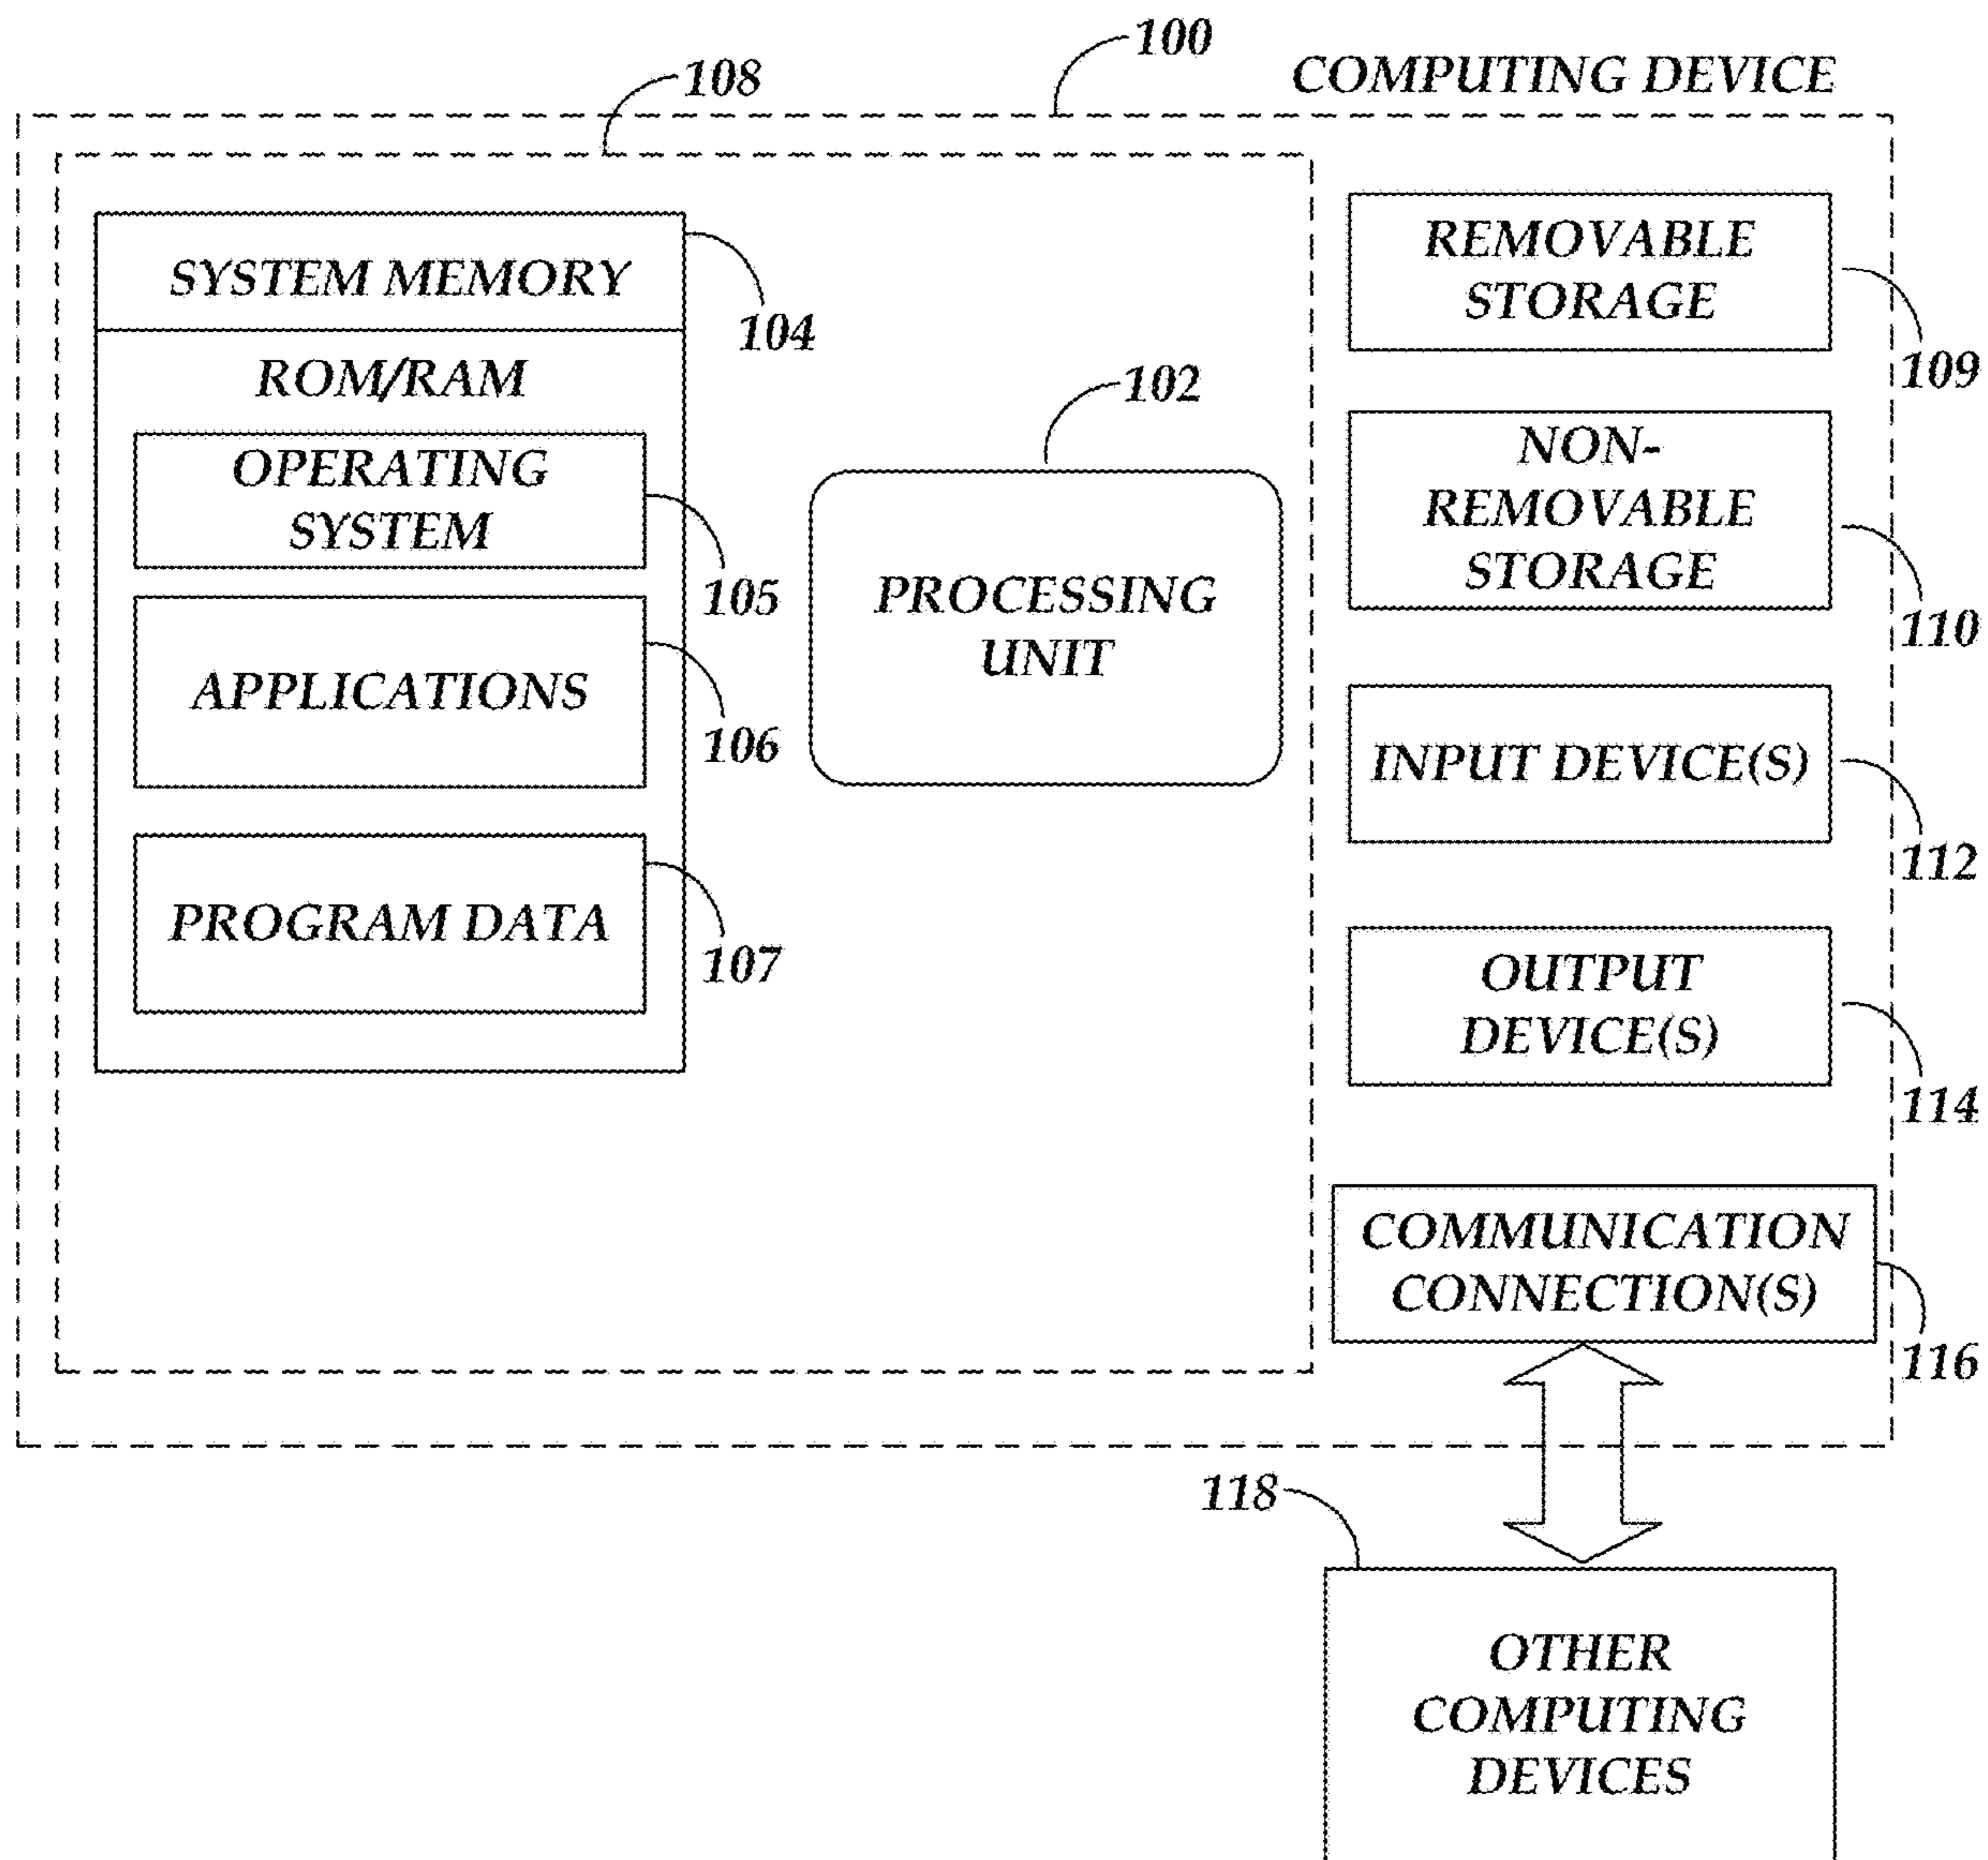 100
COMPUTING DEVICE
108
SYSTEM MEMORY
104
ROM/RAM
OPERATING
SYSTEM
105
APPLICATIONS
106
PROGRAM DATA
107
102
PROCESSING
UNIT
REMOVABLE
STORAGE
109
NON-
REMOVABLE
STORAGE
110
INPUT DEVICE(S)
112
OUTPUT
DEVICE(S)
114
COMMUNICATION
CONNECTION(S)
116
118
OTHER
COMPUTING
DEVICES